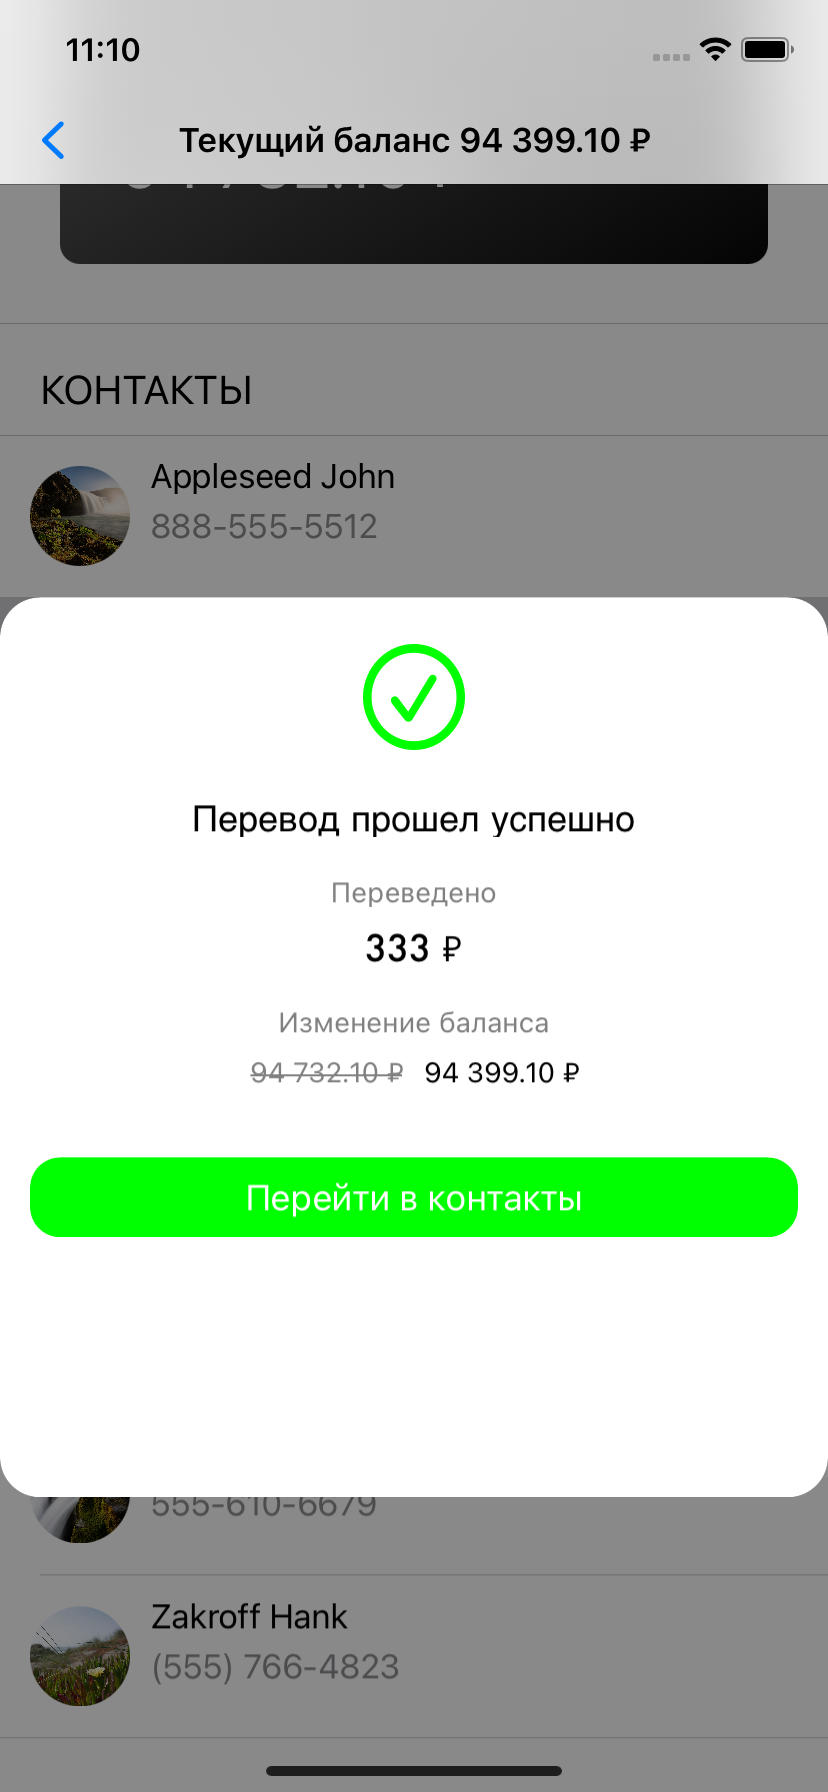 11:10
Текущий баланс 94 399.10 ₽
КОНТАКТЫ
Appleseed John
888-555-5512
Перевод прошел успешно
Переведено
333 ₽
Изменение баланса
94 732.10 ₽ 94 399.10 ₽
Перейти в контакты
555-610-6679
Zakroff Hank
(555) 766-4823